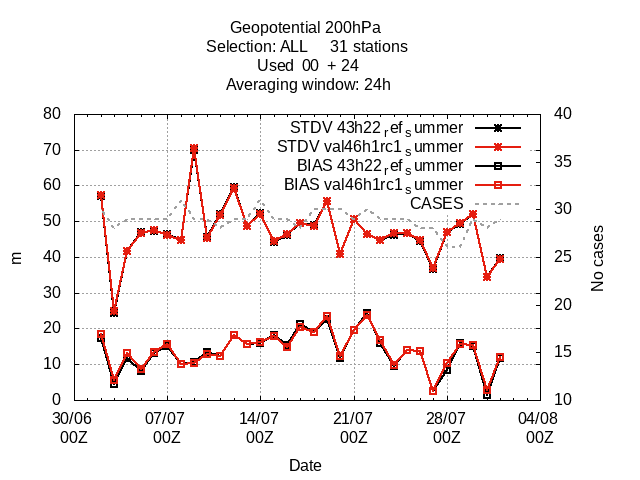 Geopotential 200hPa
Selection: ALL     31 stations
Used  00  + 24
Averaging window: 24h
STDV 43h22_ref_summer
STDV val46h1rc1_summer
BIAS 43h22_ref_summer
BIAS val46h1rc1_summer
CASES
80
70
60
50
40
30
20
10
0
m
40
35
30
25
20
15
10
No cases
30/06 07/07 14/07 21/07 28/07 04/08
00Z 00Z 00Z 00Z 00Z 00Z
Date